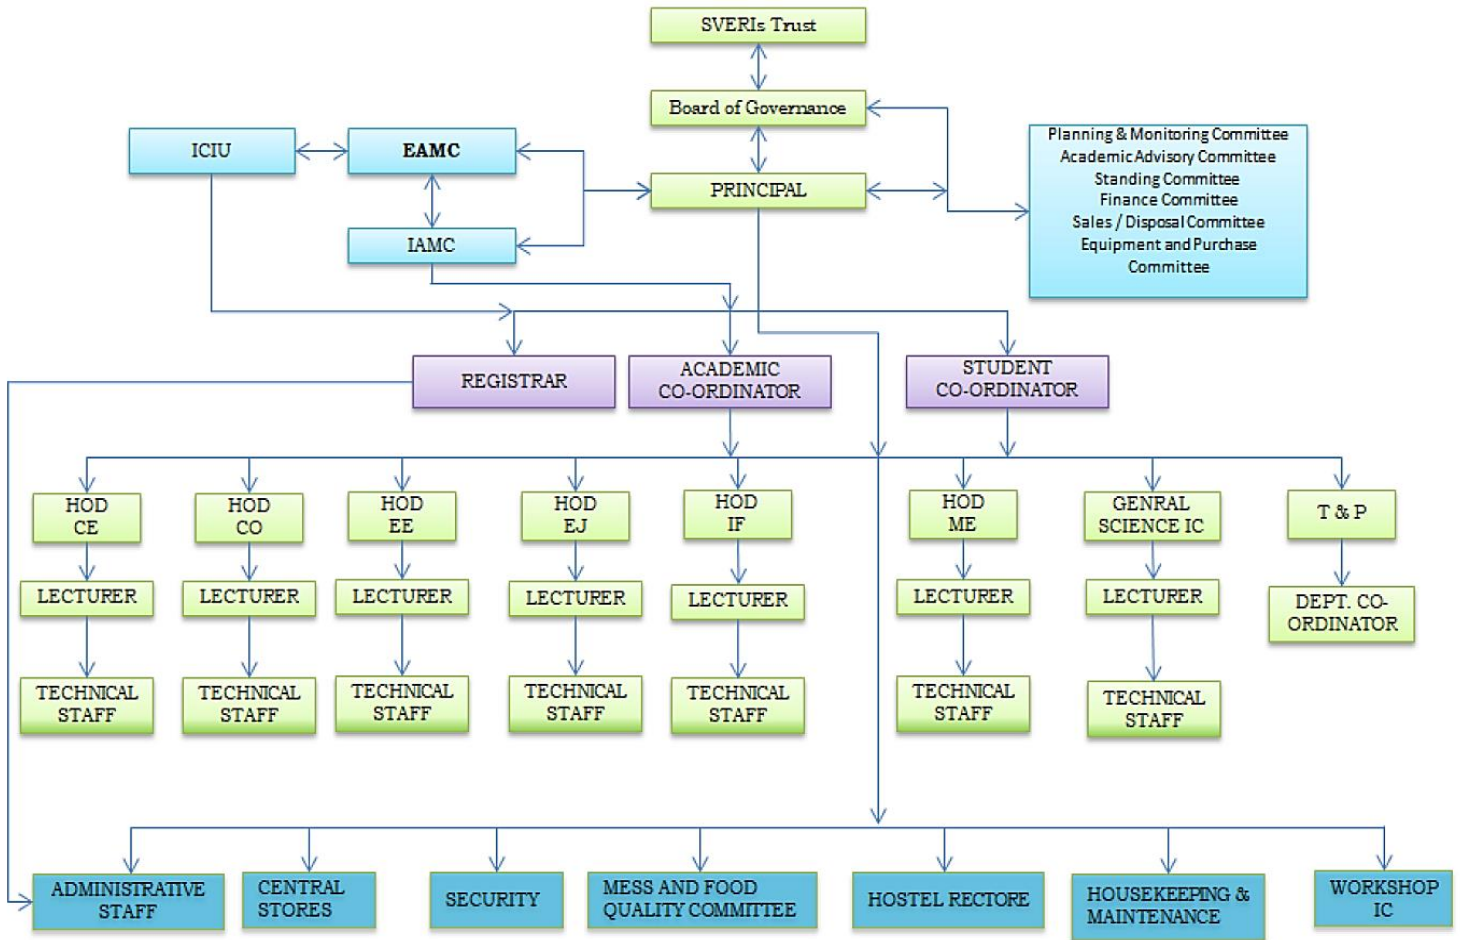 SVERIs Trust
Board of Governance
ICIU
EAMC
PRINCIPAL
IAMC
Planning & Monitoring Committee
Academic Advisory Committee
Standing Committee
Finance Committee
Sales / Disposal Committee
Equipment and Purchase
Committee
REGISTRAR
ACADEMIC
CO-ORDINATOR
STUDENT
CO-ORDINATOR
HOD
CE
HOD
CO
HOD
EE
HOD
EJ
HOD
IF
HOD
ME
GENRAL
SCIENCE IC
T & P
LECTURER
LECTURER
LECTURER
LECTURER
LECTURER
LECTURER
LECTURER
DEPT. CO-
ORDINATOR
TECHNICAL
STAFF
TECHNICAL
STAFF
TECHNICAL
STAFF
TECHNICAL
STAFF
TECHNICAL
STAFF
TECHNICAL
STAFF
TECHNICAL
STAFF
ADMINISTRATIVE
STAFF
CENTRAL
STORES
SECURITY
MESS AND FOOD
QUALITY COMMITTEE
HOSTEL RECTORE
HOUSEKEEPING &
MAINTENANCE
WORKSHOP
IC